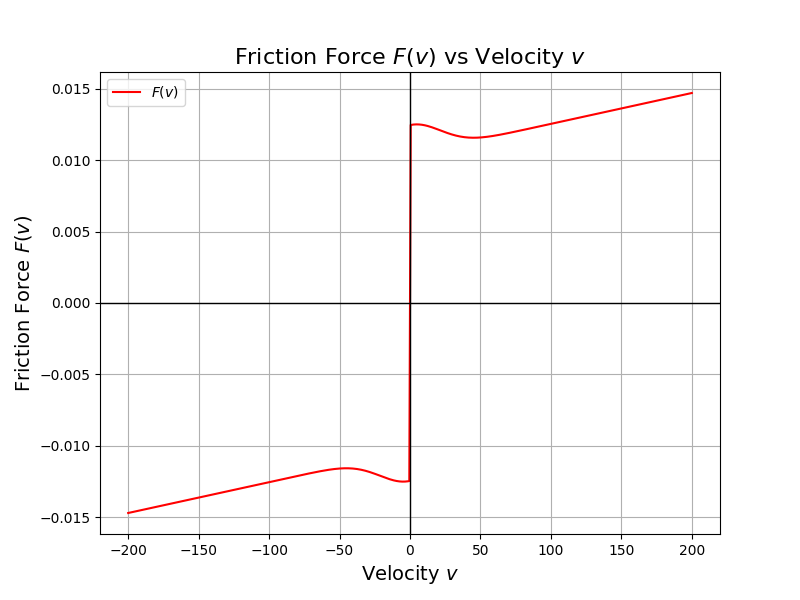 Friction Force F(v) vs Velocity v
F(v)
0.015
0.010
0.005
0.000
−0.005
−0.010
−0.015
Friction Force F(v)
−200 −150 −100 −50 0 50 100 150 200
Velocity v